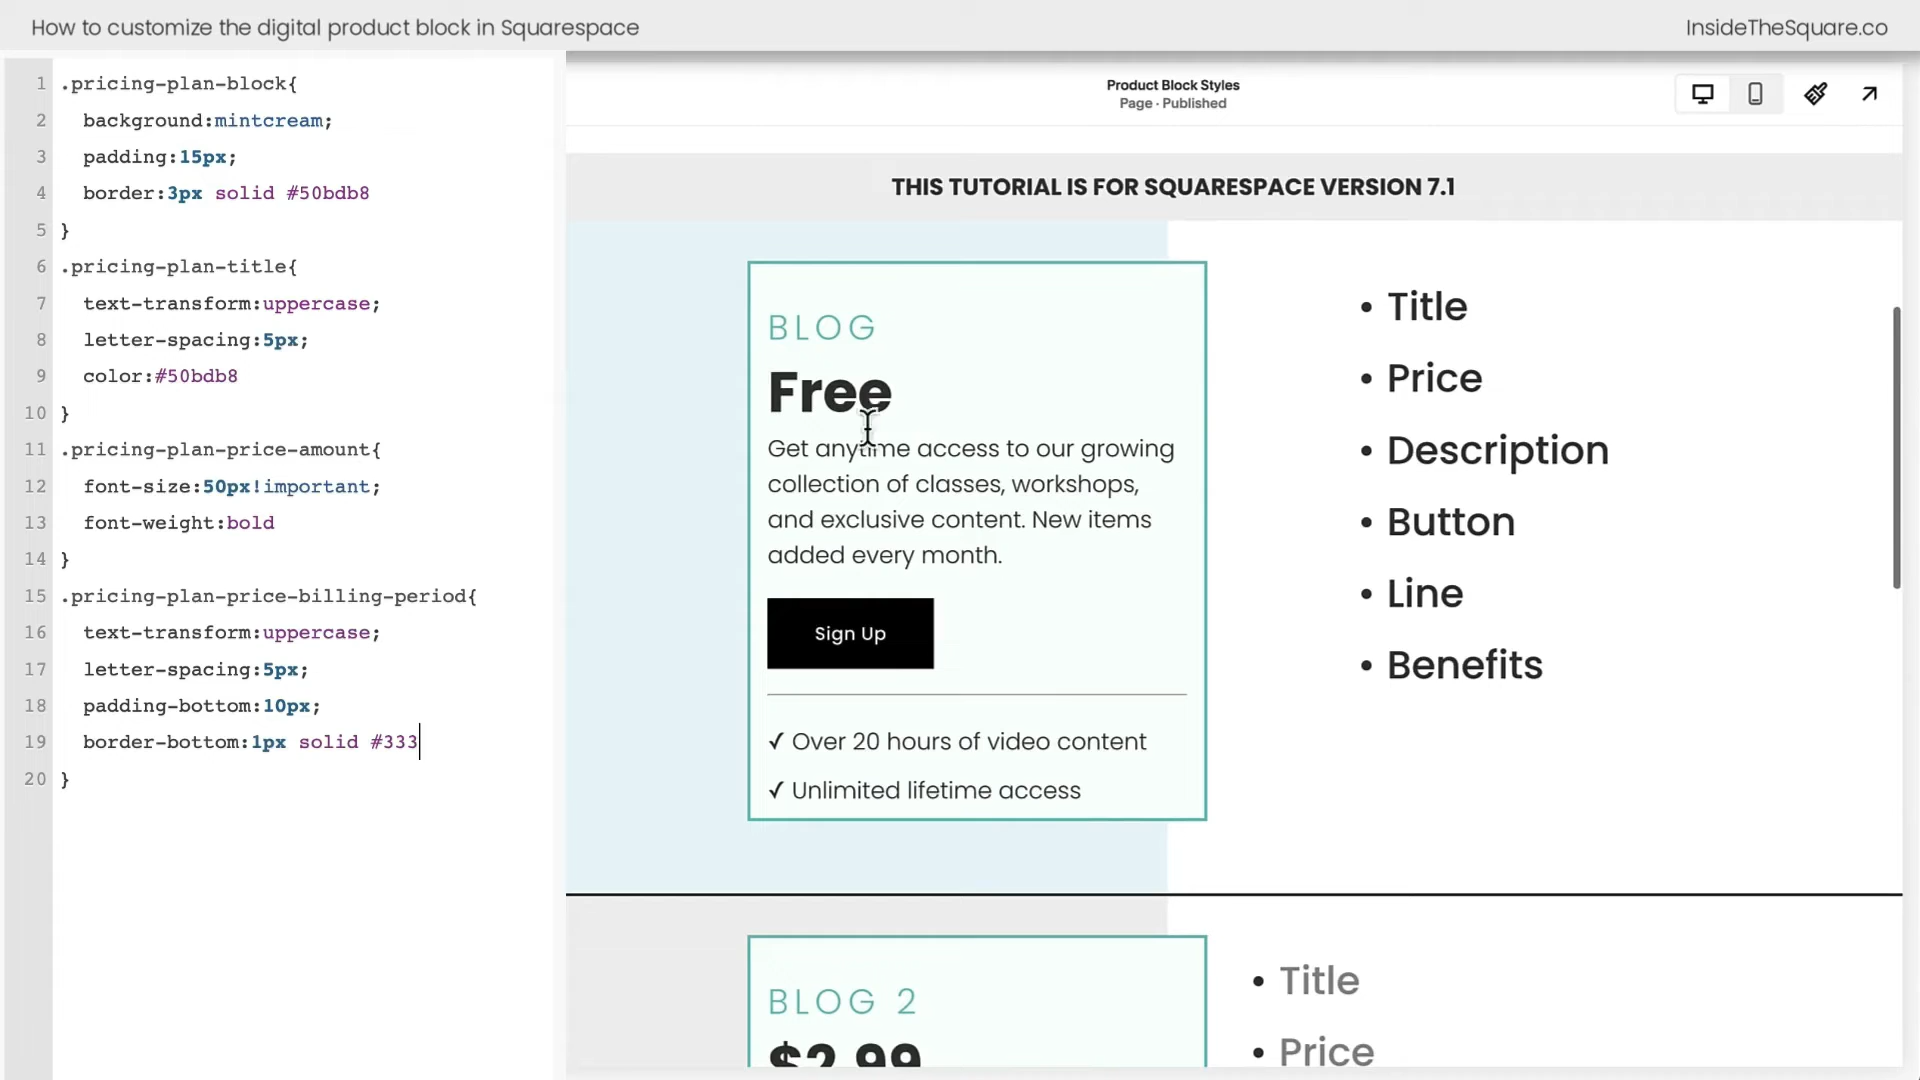 How to customize the digital product block in Squarespace
InsideTheSquare.co
1 .pricing-plan-block{
2 background:mintcream;
3 padding:15px;
4 border:3px solid #50bdb8
5 }
6 .pricing-plan-title{
7 text-transform:uppercase;
8 letter-spacing:5px;
9 color:#50bdb8
10 }
11 .pricing-plan-price-amount{
12 font-size:50px!important;
13 font-weight:bold
14 }
15 .pricing-plan-price-billing-period{
16 text-transform:uppercase;
17 letter-spacing:5px;
18 padding-bottom:10px;
19 border-bottom:1px solid #333
20 }
Product Block Styles
Page · Published
THIS TUTORIAL IS FOR SQUARESPACE VERSION 7.1
BLOG
Free
Get anytime access to our growing
collection of classes, workshops,
and exclusive content. New items
added every month.
Sign Up
✓ Over 20 hours of video content
✓ Unlimited lifetime access
• Title
• Price
• Description
• Button
• Line
• Benefits
BLOG 2
$2.99
• Title
• Price